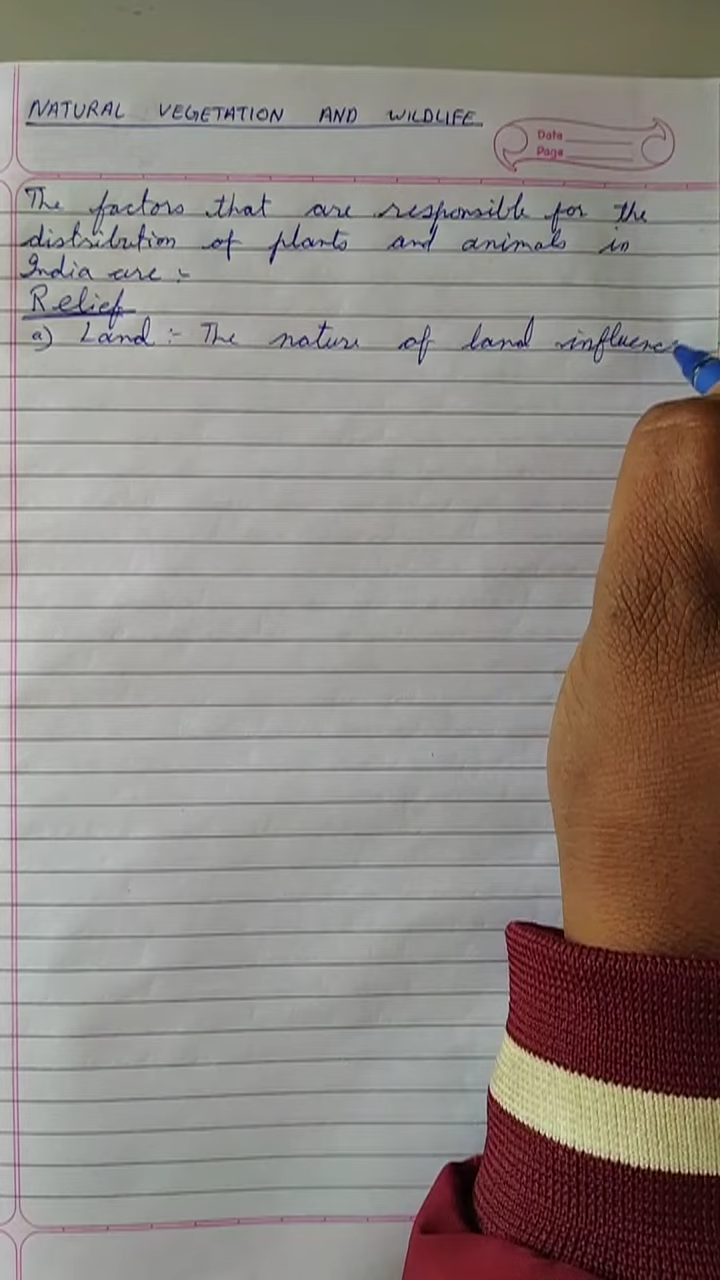 NATURAL VEGETATION AND WILDLIFE
Date
Page
The factors that are responsible for the
distribution of plants and animals in
India are :-
Relief
a) Land :- The nature of land influence